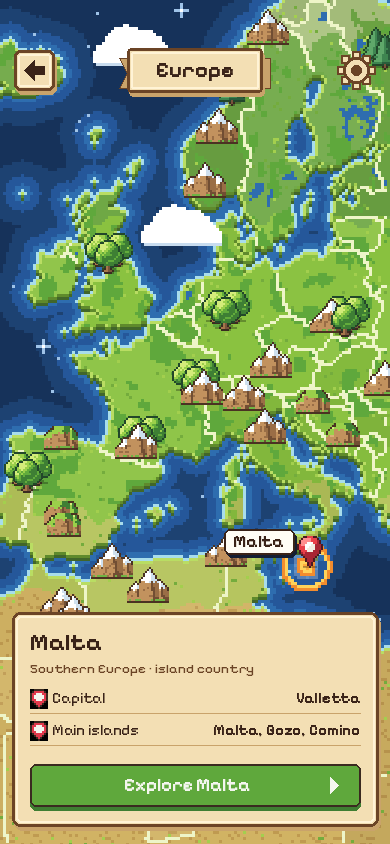 Europe
Malta
Malta
Southern Europe · island country
Capital Valletta
Main islands Malta, Gozo, Comino
Explore Malta